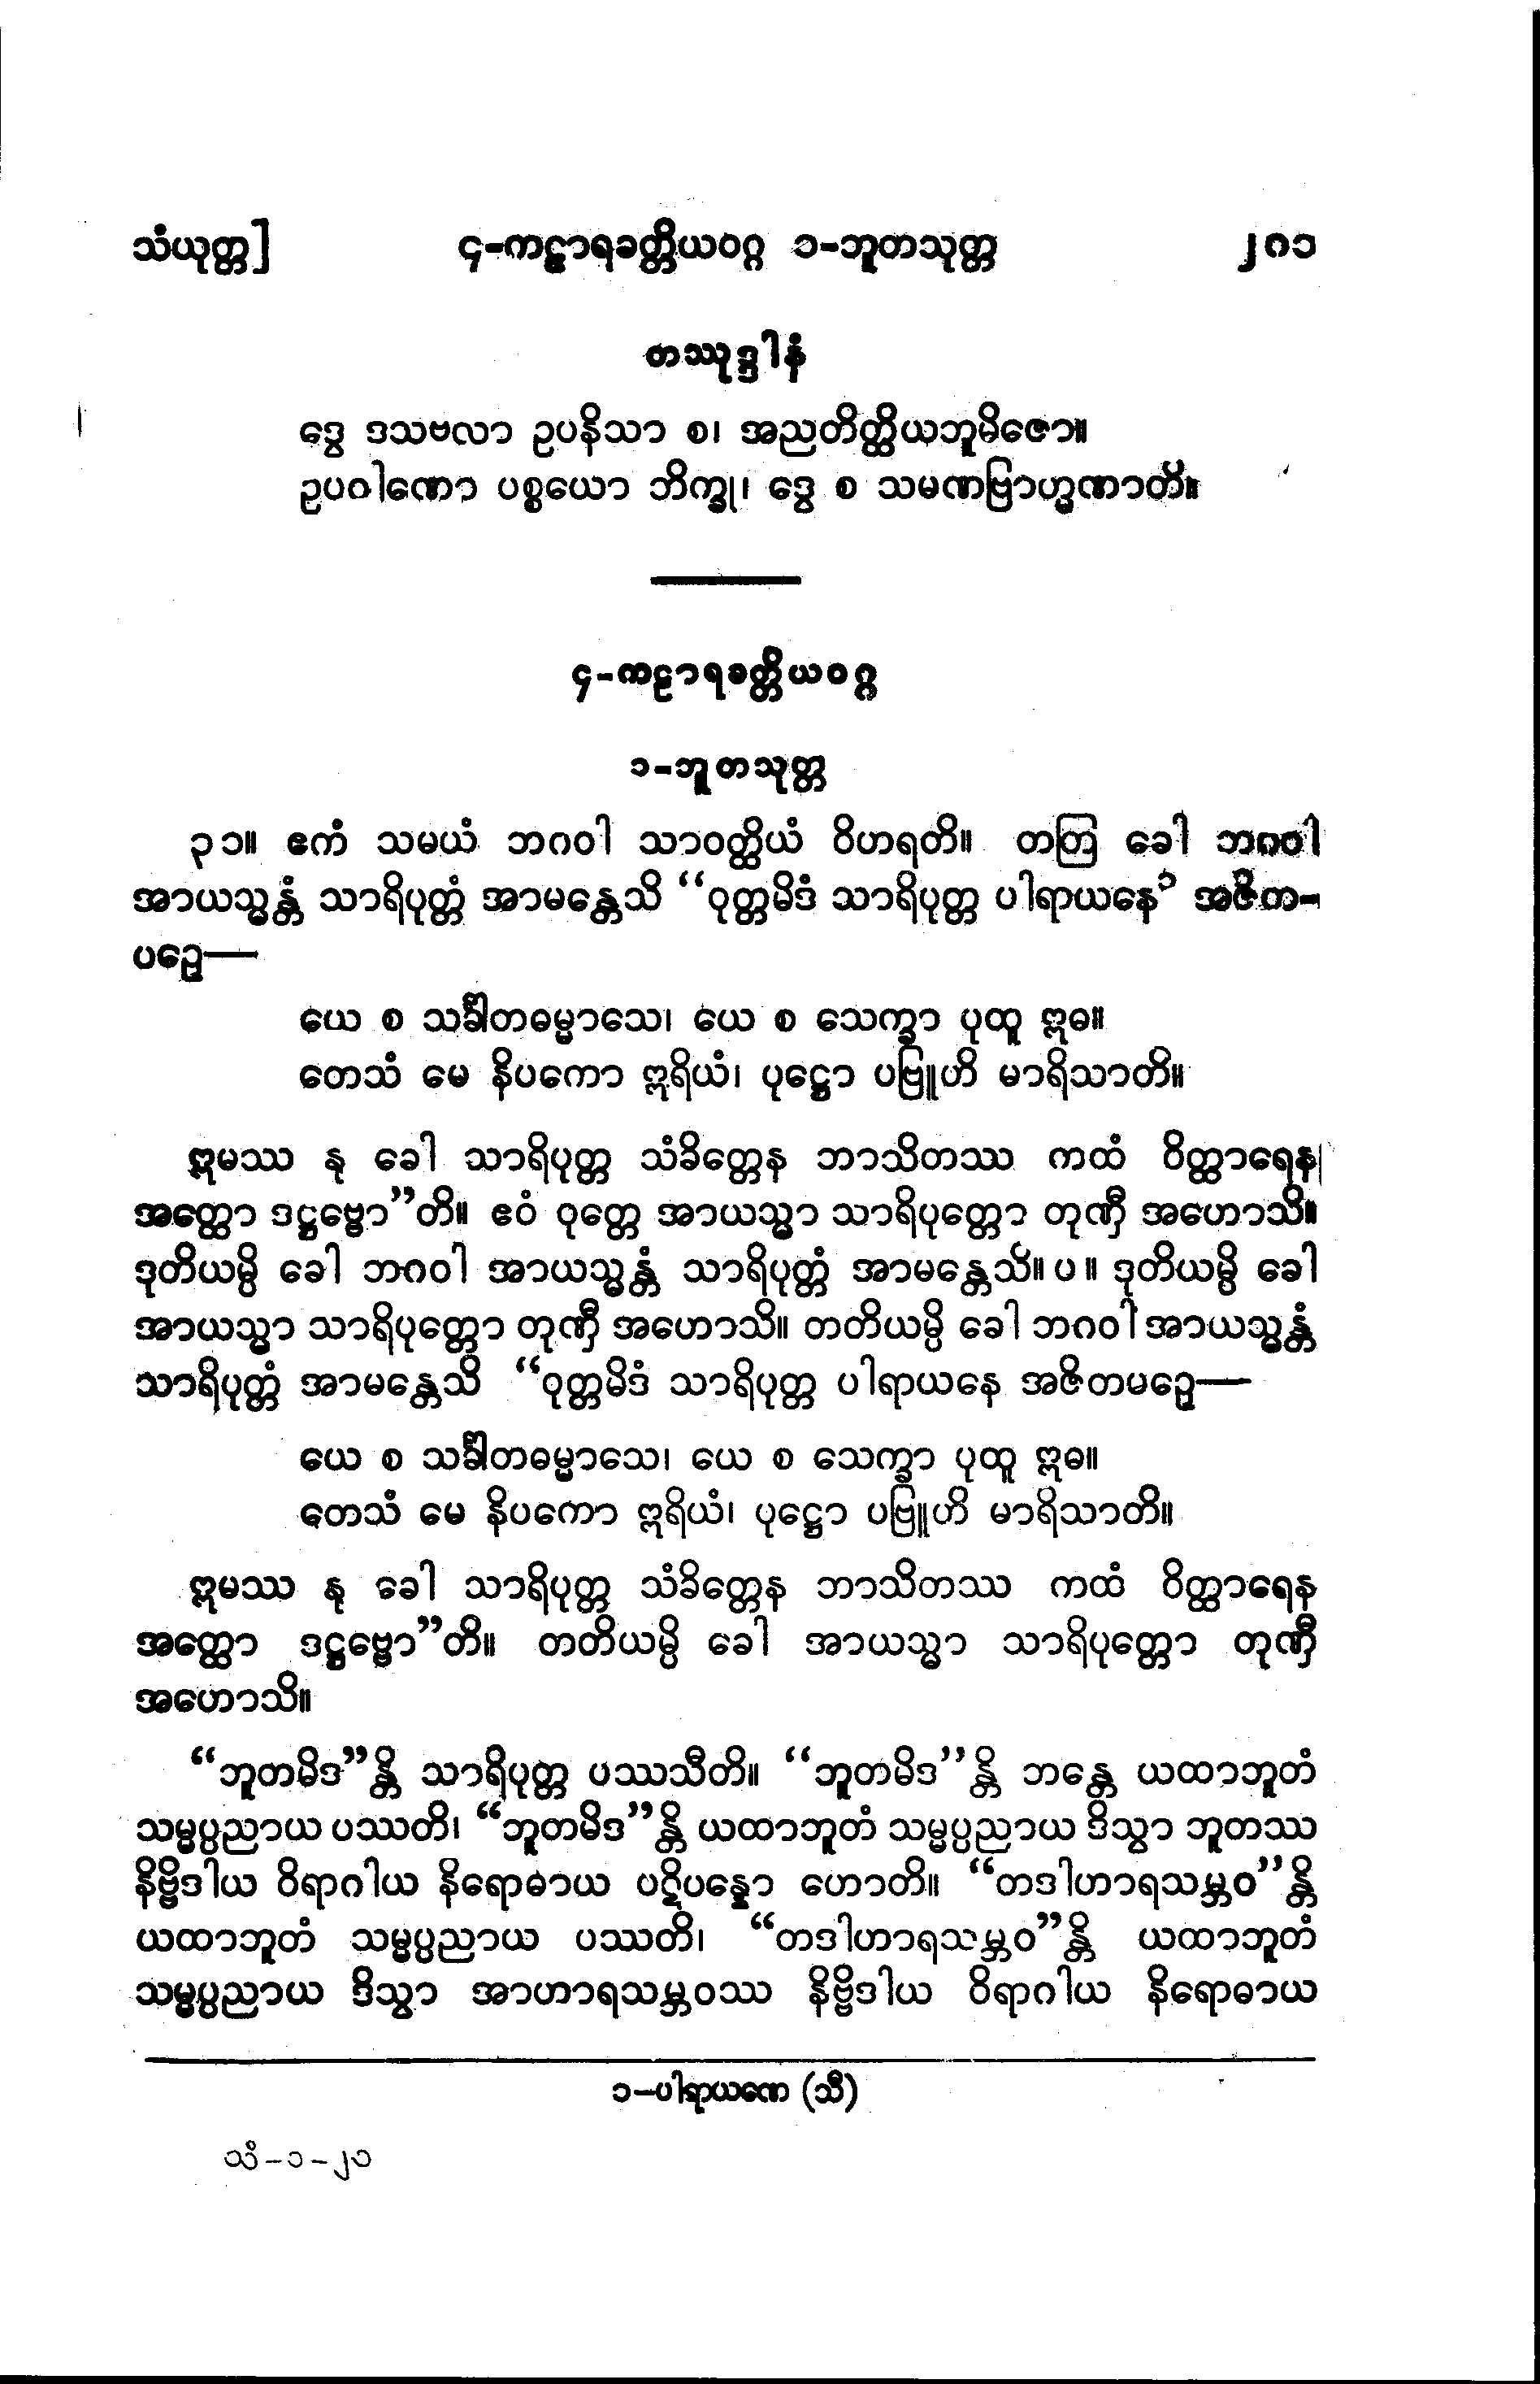 သံယုတ္တ]	၄-ကဠာရခတ္တိယဝဂ္ဂ ၁-ဘူတသုတ္တ	၂၈၁
တဿုဒ္ဒါနံ
ဒွေ ဒသဗလာ ဥပနိသာ စ၊ အညတိတ္ထိယဘူမိဇော။
ဥပဝါဏော ပစ္စယော ဘိက္ခု၊ ဒွေ စ သမဏဗြာဟ္မဏာတိ။
၄-ကဠာရခတ္တိယဝဂ္ဂ
၁-ဘူတသုတ္တ
၃၁။ ဧကံ သမယံ ဘဂဝါ သာဝတ္ထိယံ ဝိဟရတိ။ တတြ ခေါ ဘဂဝါ
အာယသ္မန္တံ သာရိပုတ္တံ အာမန္တေသိ “ဝုတ္တမိဒံ သာရိပုတ္တ ပါရာယနေ ၁ အဇိတ-
ပဉှေ—
ယေ စ သင်္ခါတဓမ္မာသေ၊ ယေ စ သေက္ခာ ပုထူ ဣဓ။
တေသံ မေ နိပကော ဣရိယံ၊ ပုဋ္ဌော ပဗြူဟိ မာရိသာတိ။
ဣမဿ နု ခေါ သာရိပုတ္တ သံခိတ္တေန ဘာသိတဿ ကထံ ဝိတ္ထာရေန
အတ္ထော ဒဋ္ဌဗ္ဗော”တိ။ ဧဝံ ဝုတ္တေ အာယသ္မာ သာရိပုတ္တော တုဏှီ အဟောသိ။
ဒုတိယမ္ပိ ခေါ ဘဂဝါ အာယသ္မန္တံ သာရိပုတ္တံ အာမန္တေသိ။ ပ ။ ဒုတိယမ္ပိ ခေါ
အာယသ္မာ သာရိပုတ္တော တုဏှီ အဟောသိ။ တတိယမ္ပိ ခေါ ဘဂဝါ အာယသ္မန္တံ
သာရိပုတ္တံ အာမန္တေသိ “ဝုတ္တမိဒံ သာရိပုတ္တ ပါရာယနေ အဇိတမဉှေ—
ယေ စ သင်္ခါတဓမ္မာသေ၊ ယေ စ သေက္ခာ ပုထူ ဣဓ။
တေသံ မေ နိပကော ဣရိယံ၊ ပုဋ္ဌော ပဗြူဟိ မာရိသာတိ။
ဣမဿ နု ခေါ သာရိပုတ္တ သံခိတ္တေန ဘာသိတဿ ကထံ ဝိတ္ထာရေန
အတ္ထော ဒဋ္ဌဗ္ဗော”တိ။ တတိယမ္ပိ ခေါ အာယသ္မာ သာရိပုတ္တော တုဏှီ
အဟောသိ။
“ဘူတမိဒ”န္တိ သာရိပုတ္တ ပဿသီတိ။ “ဘူတမိဒ”န္တိ ဘန္တေ ယထာဘူတံ
သမ္မပ္ပညာယ ပဿတိ၊ “ဘူတမိဒ”န္တိ ယထာဘူတံ သမ္မပ္ပညာယ ဒိသွာ ဘူတဿ
နိဗ္ဗိဒါယ ဝိရာဂါယ နိရောဓာယ ပဋိပန္နော ဟောတိ။ “တဒါဟာရသမ္ဘဝ”န္တိ
ယထာဘူတံ သမ္မပ္ပညာယ ပဿတိ၊ “တဒါဟာရသမ္ဘဝ”န္တိ ယထာဘူတံ
သမ္မပ္ပညာယ ဒိသွာ အာဟာရသမ္ဘဝဿ နိဗ္ဗိဒါယ ဝိရာဂါယ နိရောဓာယ
၁—ပါရာယဏေ (သီ)
သံ-၁-၂၁